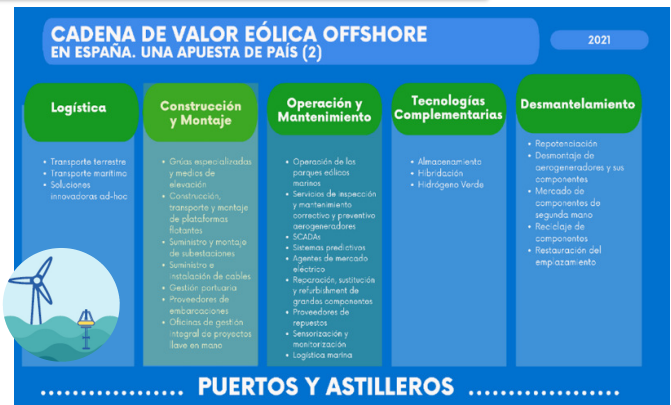 CADENA DE VALOR EÓLICA OFFSHORE
EN ESPAÑA. UNA APUESTA DE PAÍS (2)
2021
Logística
• Transporte terrestre
• Transporte marítimo
• Soluciones
innovadoras ad-hoc
Construcción
y Montaje
• Grúas especializadas
y medios de
elevación
• Construcción,
transporte y montaje
de plataformas
flotantes
• Suministro y montaje
de subestaciones
• Suministro e
instalación de cables
• Gestión portuaria
• Proveedores de
embarcaciones
• Oficinas de gestión
integral de proyectos
llave en mano
Operación y
Mantenimiento
• Operación de los
parques eólicos
marinos
• Servicios de inspección
y mantenimiento
correctivo y preventivo
aerogeneradores
• SCADAs
• Sistemas predictivos
• Agentes de mercado
eléctrico
• Reparación, sustitución
y refurbishment de
grandes componentes
• Proveedores de
repuestos
• Sensorización y
monitorización
• Logística marina
Tecnologías
Complementarias
• Almacenamiento
• Hibridación
• Hidrógeno Verde
Desmantelamiento
• Repotenciación
• Desmontaje de
aerogeneradores y sus
componentes
• Mercado de
componentes de
segunda mano
• Reciclaje de
componentes
• Restauración del
emplazamiento
PUERTOS Y ASTILLEROS